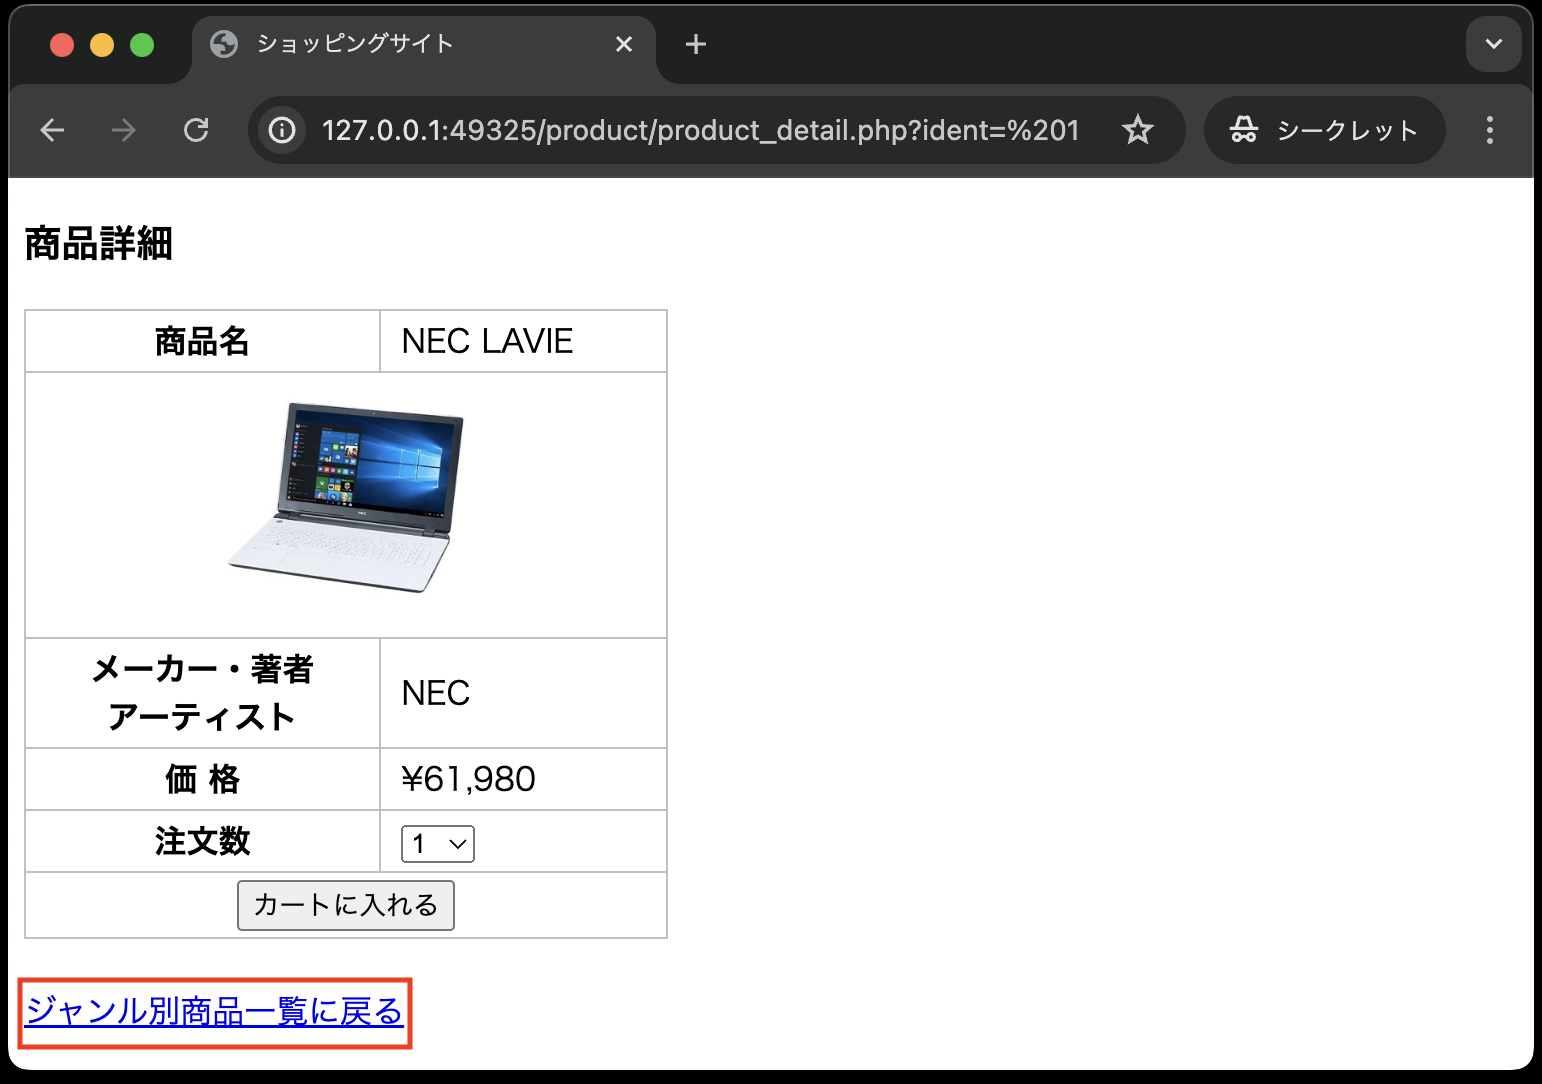 ショッピングサイト
127.0.0.1:49325/product/product_detail.php?ident=%201
シークレット
商品詳細
商品名 NEC LAVIE
メーカー・著者
アーティスト NEC
価 格 ¥61,980
注文数 1
カートに入れる
ジャンル別商品一覧に戻る